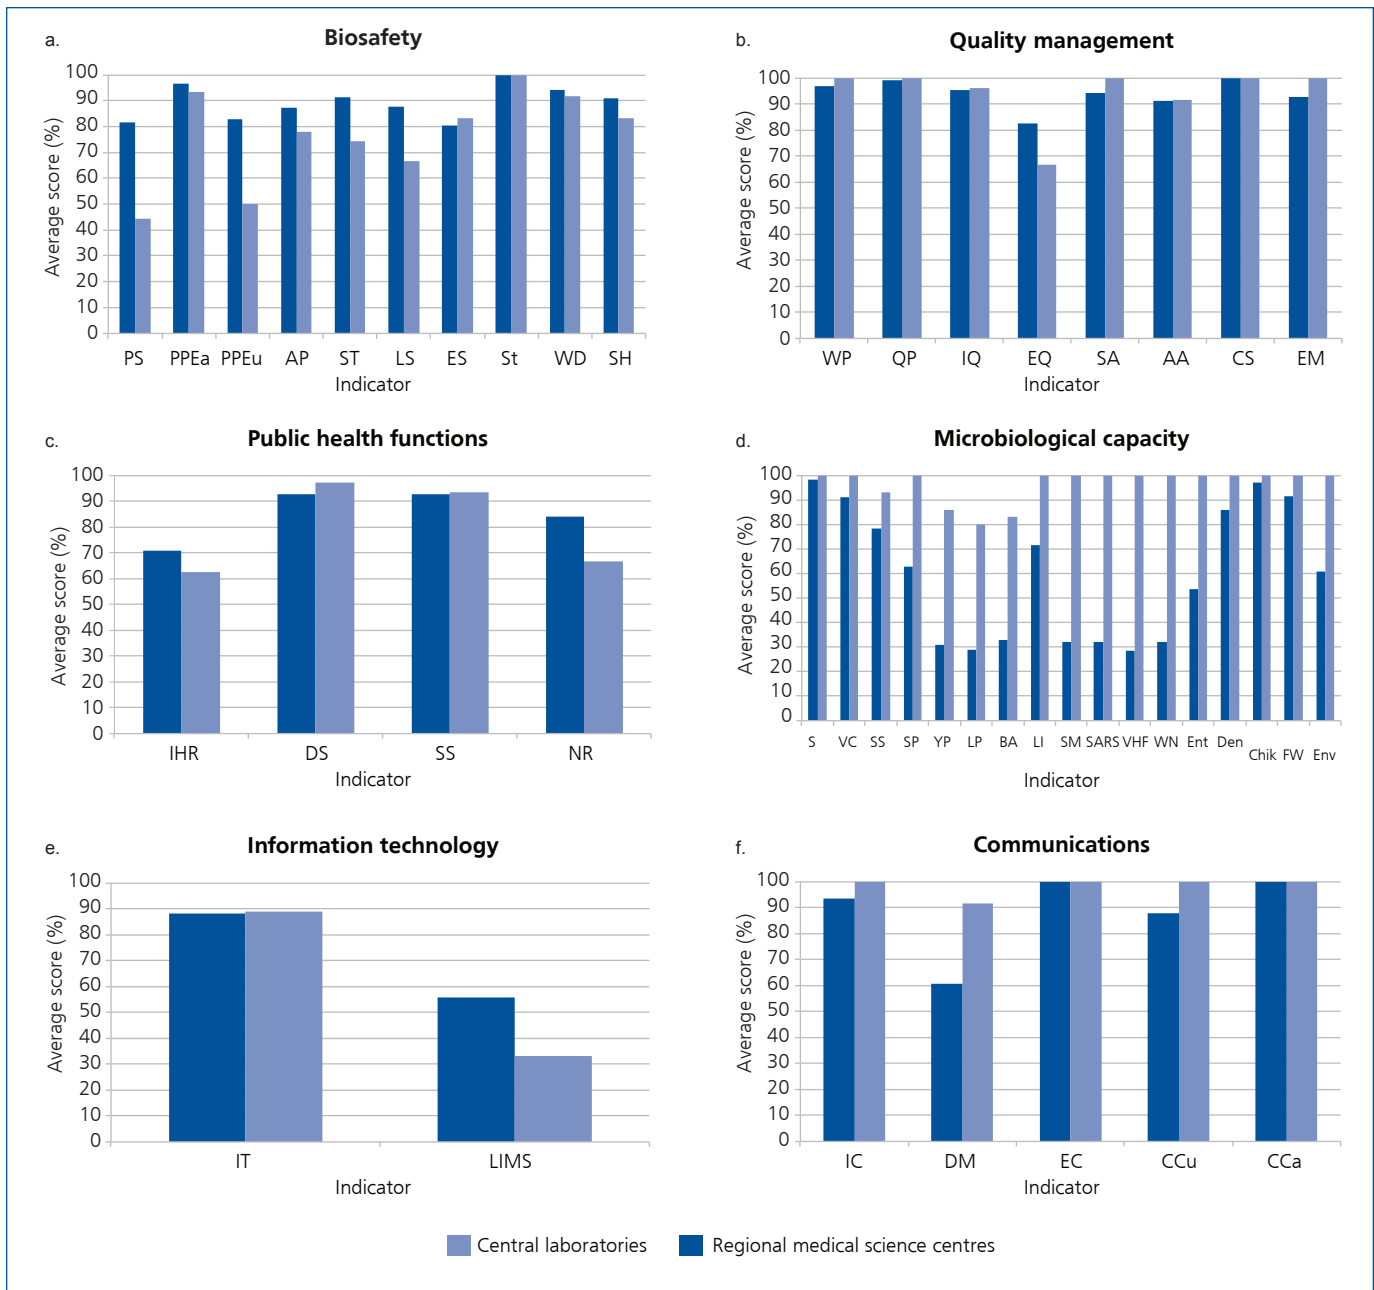 a.
Biosafety
Average score (%)
100
90
80
70
60
50
40
30
20
10
0
PS PPEa PPEu AP ST LS ES St WD SH
Indicator
b.
Quality management
Average score (%)
100
90
80
70
60
50
40
30
20
10
0
WP QP IQ EQ SA AA CS EM
Indicator
c.
Public health functions
Average score (%)
100
90
80
70
60
50
40
30
20
10
0
IHR DS SS NR
Indicator
d.
Microbiological capacity
Average score (%)
100
90
80
70
60
50
40
30
20
10
0
S VC SS SP YP LP BA LI SM SARS VHF WN Ent Den Chik FW Env
Indicator
e.
Information technology
Average score (%)
100
90
80
70
60
50
40
30
20
10
0
IT LIMS
Indicator
f.
Communications
Average score (%)
100
90
80
70
60
50
40
30
20
10
0
IC DM EC CCu CCa
Indicator
Central laboratories Regional medical science centres